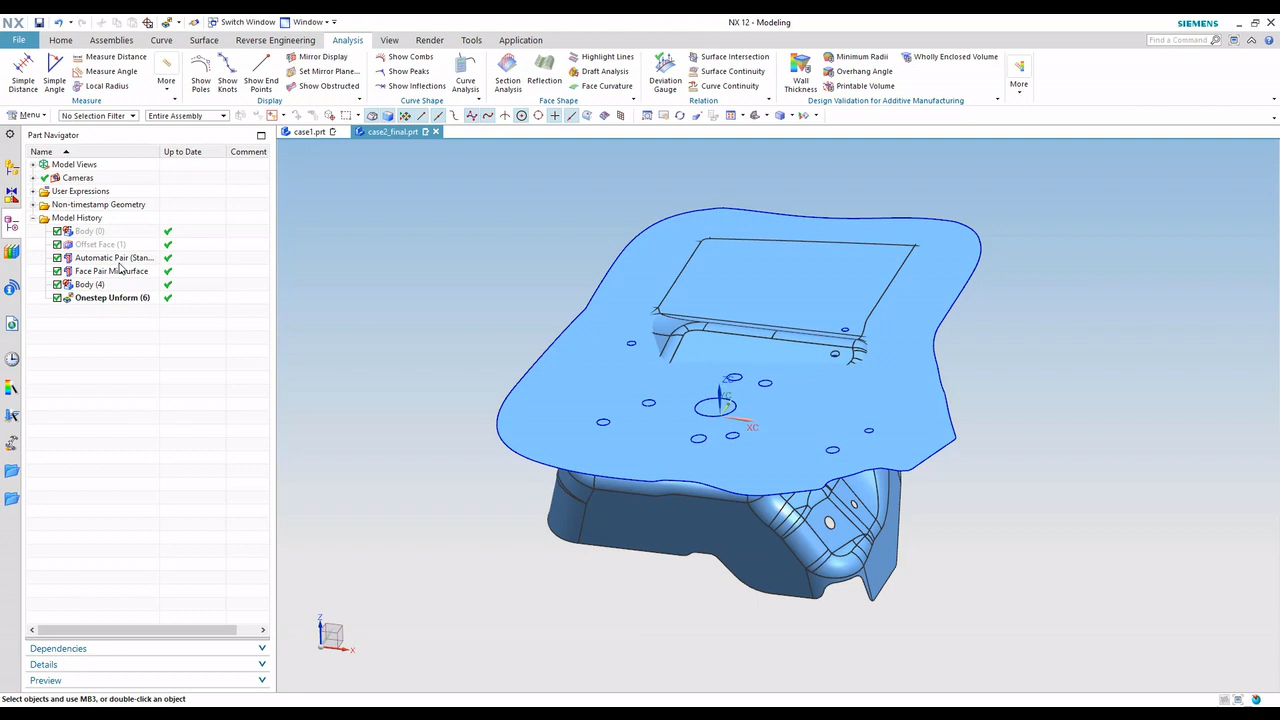 NX
Switch Window
Window
NX 12 - Modeling
SIEMENS
File
Home
Assemblies
Curve
Surface
Reverse Engineering
Analysis
View
Render
Tools
Application
Find a Command
Simple Distance
Simple Angle
Measure Distance
Measure Angle
Local Radius
More
Measure
Show Poles
Show Knots
Show End Points
Mirror Display
Set Mirror Plane...
Show Obstructed
Display
Show Combs
Show Peaks
Show Inflections
Curve Analysis
Curve Shape
Section Analysis
Reflection
Highlight Lines
Draft Analysis
Face Curvature
Face Shape
Deviation Gauge
Surface Intersection
Surface Continuity
Curve Continuity
Relation
Wall Thickness
Minimum Radii
Overhang Angle
Printable Volume
Wholly Enclosed Volume
Design Validation for Additive Manufacturing
More
Menu
No Selection Filter
Entire Assembly
Part Navigator
case1.prt
case2_final.prt
Name
Up to Date
Comment
Model Views
Cameras
User Expressions
Non-timestamp Geometry
Model History
Body (0)
Offset Face (1)
Automatic Pair (Stan...
Face Pair Midsurface
Body (4)
Onestep Unform (6)
ZC
YC
XC
Z
X
Dependencies
Details
Preview
Select objects and use MB3, or double-click an object